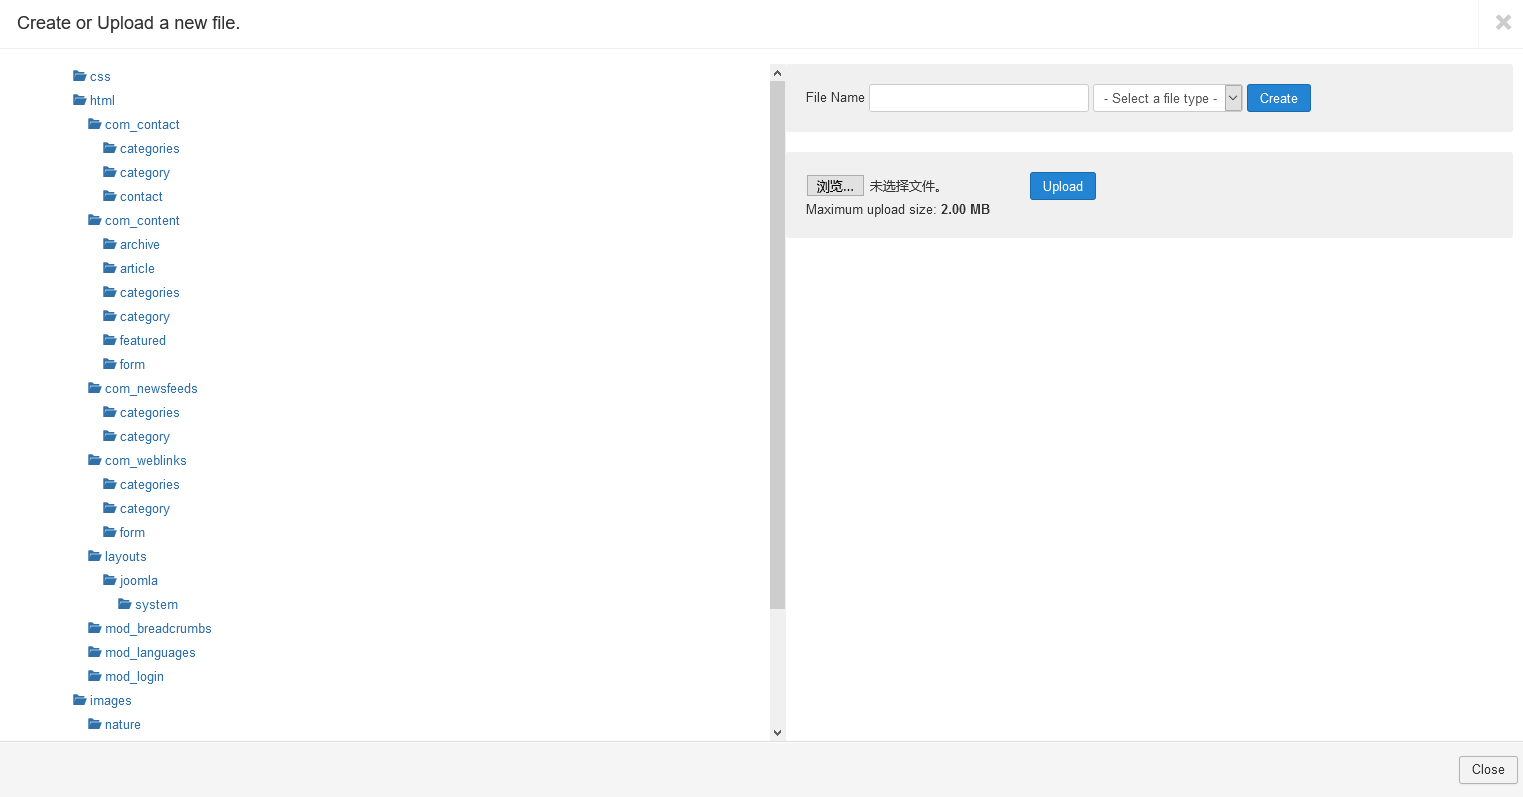 Create or Upload a new file.
css
html
com_contact
categories
category
contact
com_content
archive
article
categories
category
featured
form
com_newsfeeds
categories
category
com_weblinks
categories
category
form
layouts
joomla
system
mod_breadcrumbs
mod_languages
mod_login
images
nature
File Name - Select a file type - Create
浏览... 未选择文件。 Upload
Maximum upload size: 2.00 MB
Close